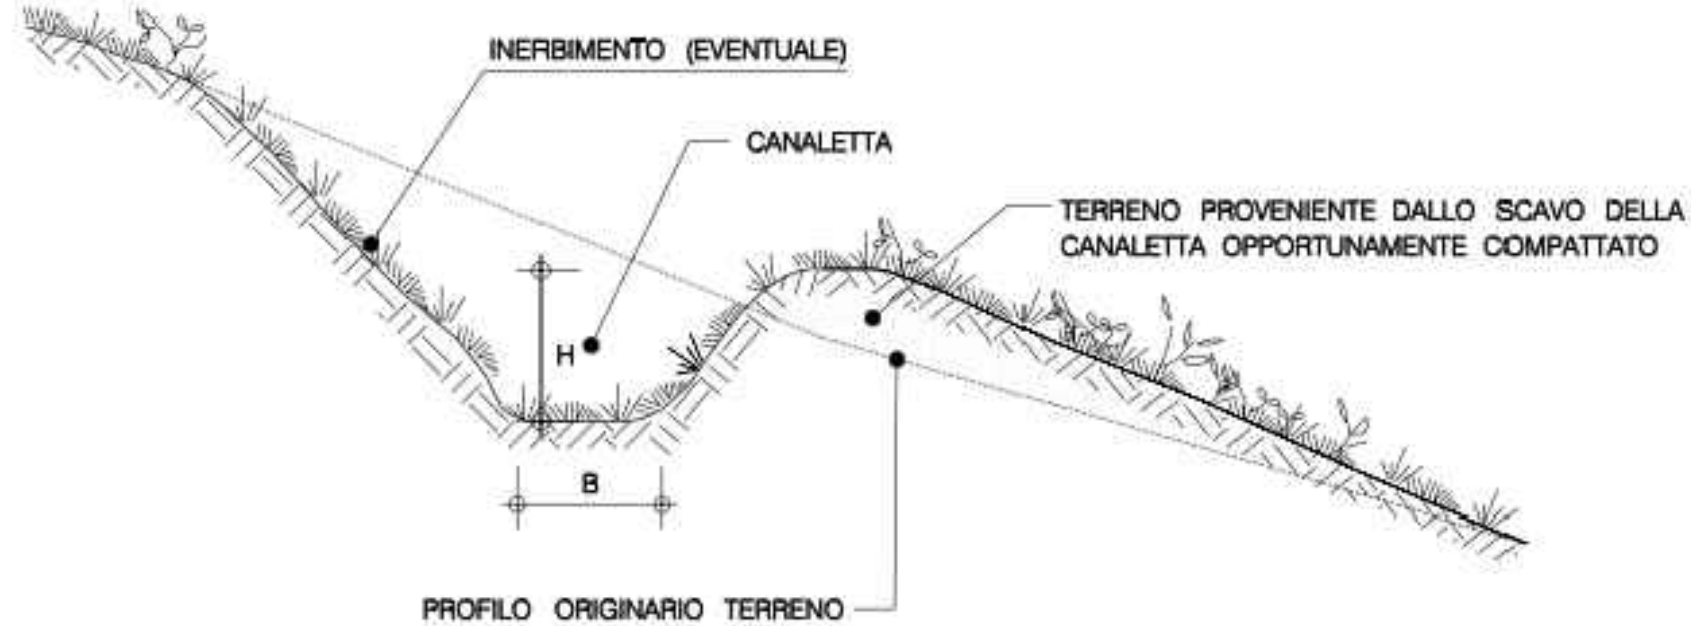 INERBIMENTO (EVENTUALE)
CANALETTA
TERRENO PROVENIENTE DALLO SCAVO DELLA
CANALETTA OPPORTUNAMENTE COMPATTATO
H
B
PROFILO ORIGINARIO TERRENO